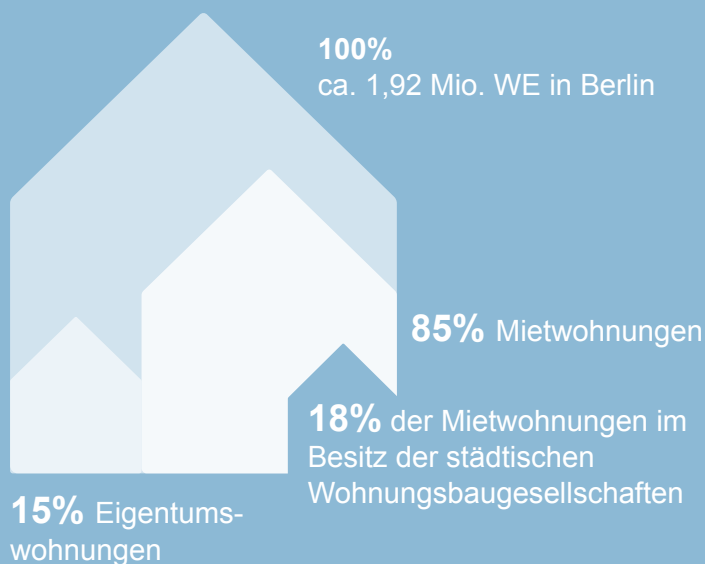 100%
ca. 1,92 Mio. WE in Berlin
85% Mietwohnungen
18% der Mietwohnungen im
Besitz der städtischen
Wohnungsbaugesellschaften
15% Eigentums-
wohnungen